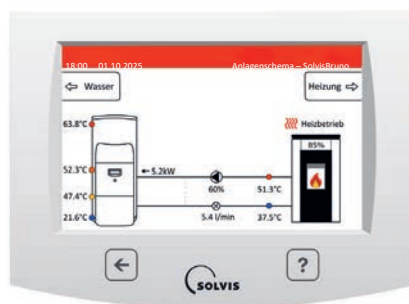 18:00 01.10.2025 Anlagenschema – SolvisBruno
Wasser
Heizung
63.8°C
Heizbetrieb
85%
52.3°C
5.2kW
60%
51.3°C
47.4°C
21.6°C
5.4 l/min
37.5°C
?
SOLVIS